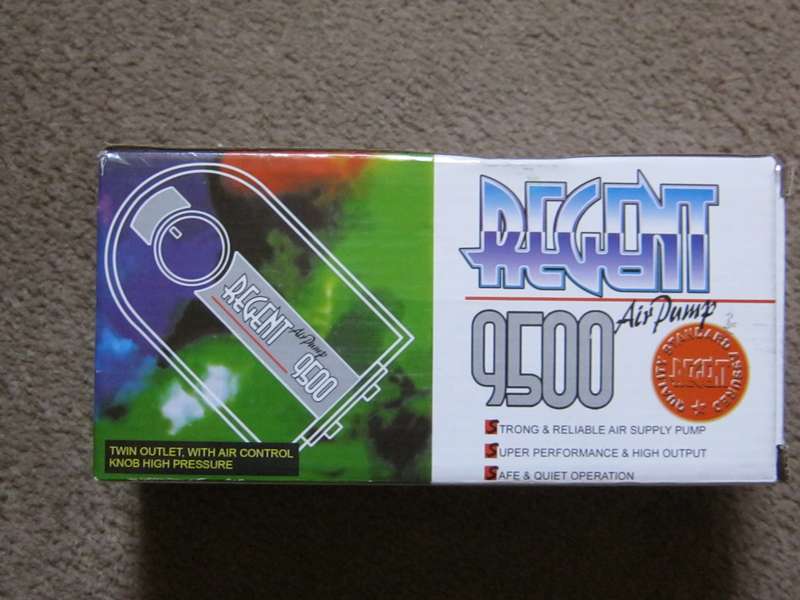 REGENT
Air Pump
9500
TWIN OUTLET, WITH AIR CONTROL
KNOB HIGH PRESSURE
REGENT
Air Pump
9500
QUALITY STANDARD ASSURED
REGENT
STRONG & RELIABLE AIR SUPPLY PUMP
SUPER PERFORMANCE & HIGH OUTPUT
SAFE & QUIET OPERATION